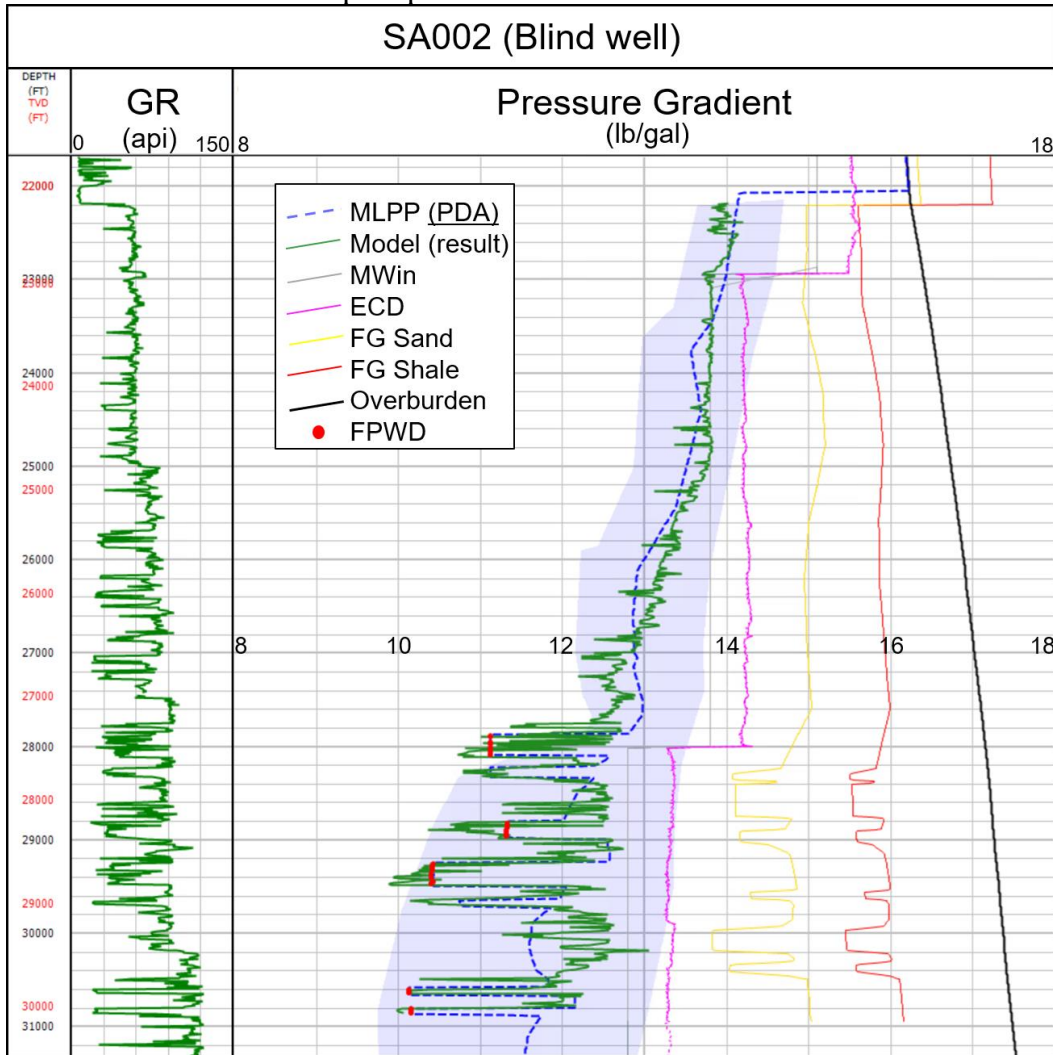 SA002 (Blind well)
DEPTH
(FT)
TVD
(FT)
GR
(api)
0
150
Pressure Gradient
(lb/gal)
8
18
MLPP (PDA)
Model (result)
MWin
ECD
FG Sand
FG Shale
Overburden
FPWD
22000
23000
24000
24000
25000
25000
26000
26000
27000
8
10
12
14
16
18
27000
28000
28000
29000
29000
30000
30000
31000